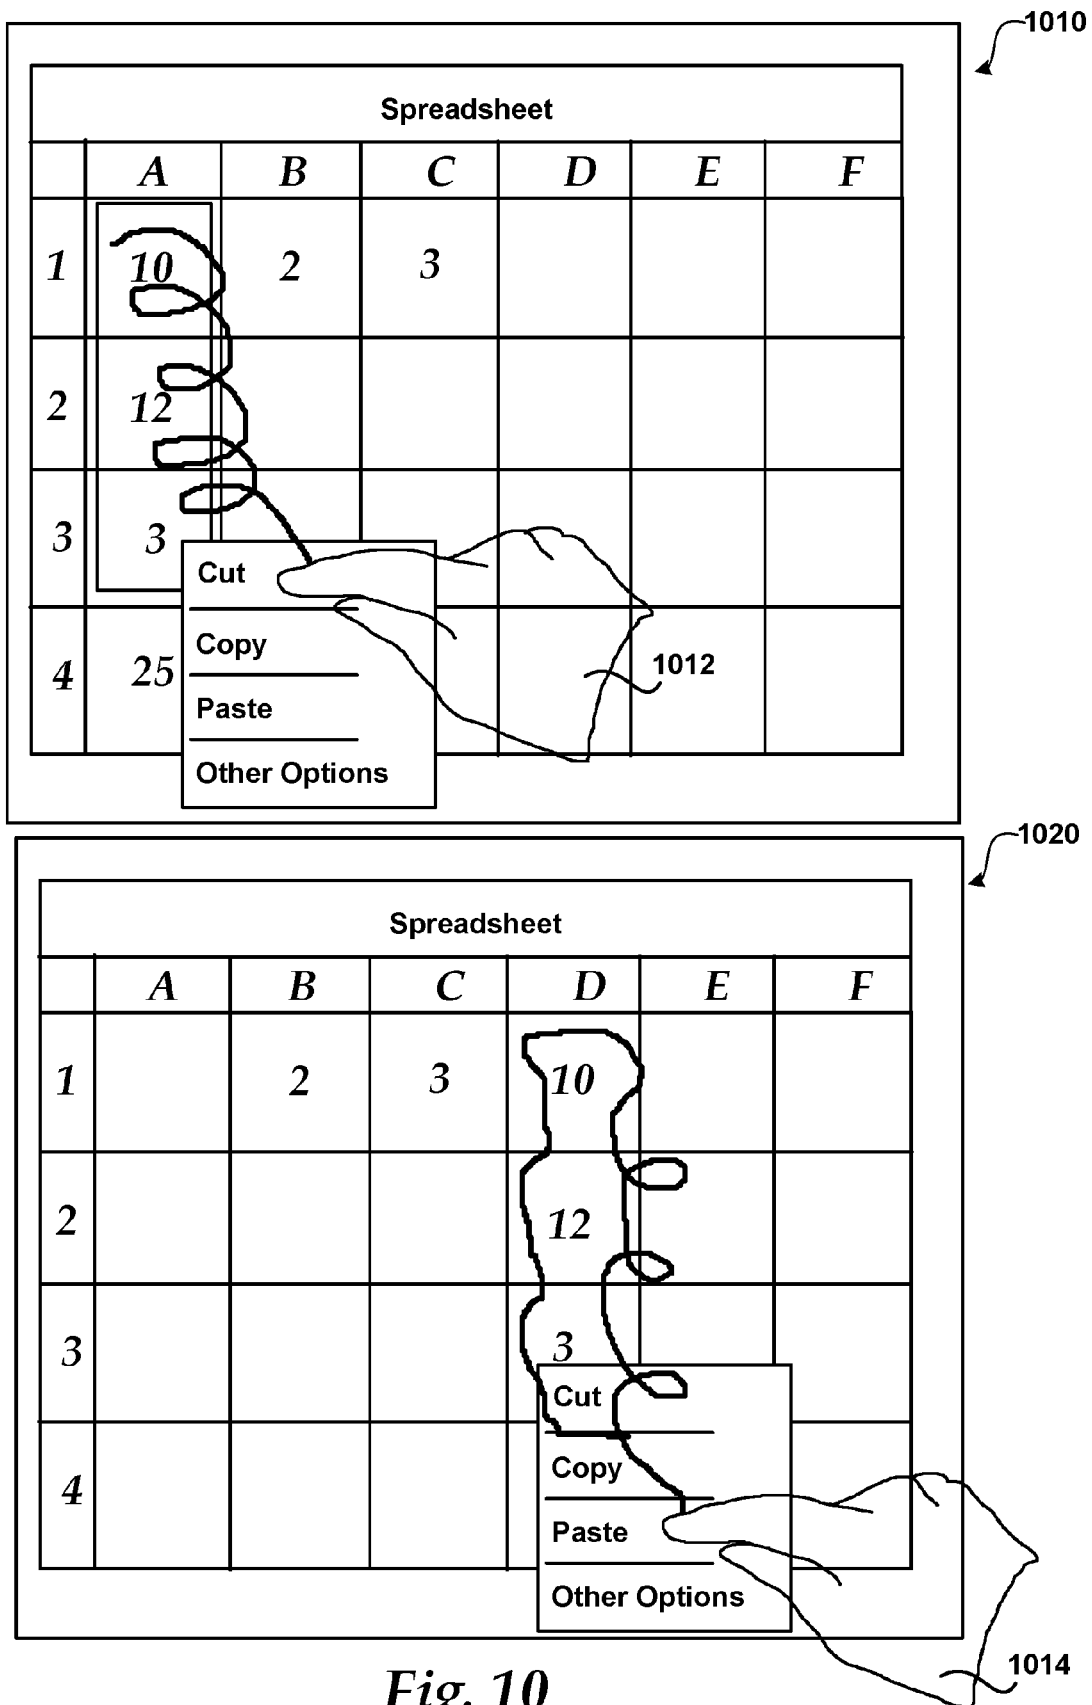 1010
Spreadsheet
A B C D E F
1 10 2 3
2 12
3 3
Cut
Copy
4 25 1012
Paste
Other Options
1020
Spreadsheet
A B C D E F
1 2 3 10
2 12
3 3
Cut
Copy
4
Paste
Other Options
1014
Fig. 10